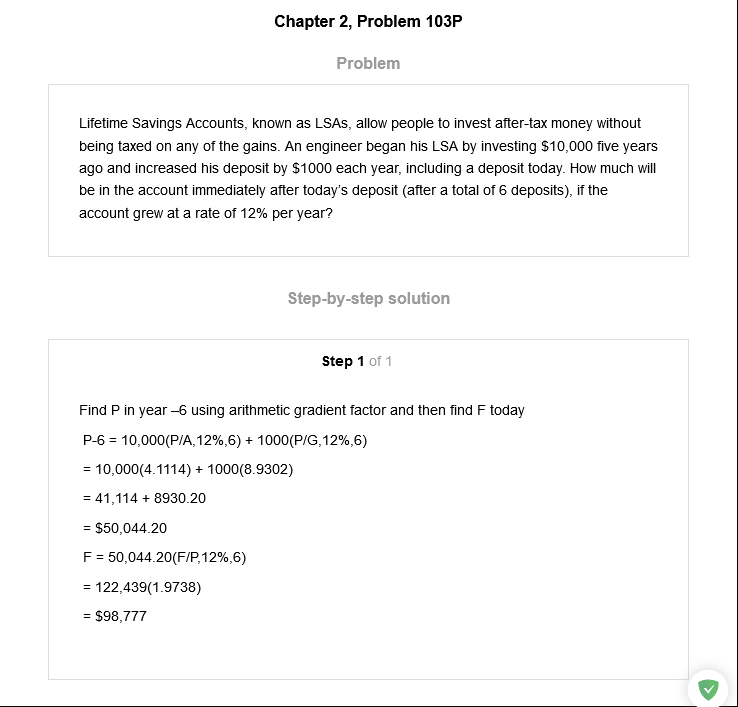 Chapter 2, Problem 103P
Problem
Lifetime Savings Accounts, known as LSAs, allow people to invest after-tax money without
being taxed on any of the gains. An engineer began his LSA by investing $10,000 five years
ago and increased his deposit by $1000 each year, including a deposit today. How much will
be in the account immediately after today's deposit (after a total of 6 deposits), if the
account grew at a rate of 12% per year?
Step-by-step solution
Step 1 of 1
Find P in year –6 using arithmetic gradient factor and then find F today
P-6 = 10,000(P/A,12%,6) + 1000(P/G,12%,6)
= 10,000(4.1114) + 1000(8.9302)
= 41,114 + 8930.20
= $50,044.20
F = 50,044.20(F/P,12%,6)
= 122,439(1.9738)
= $98,777